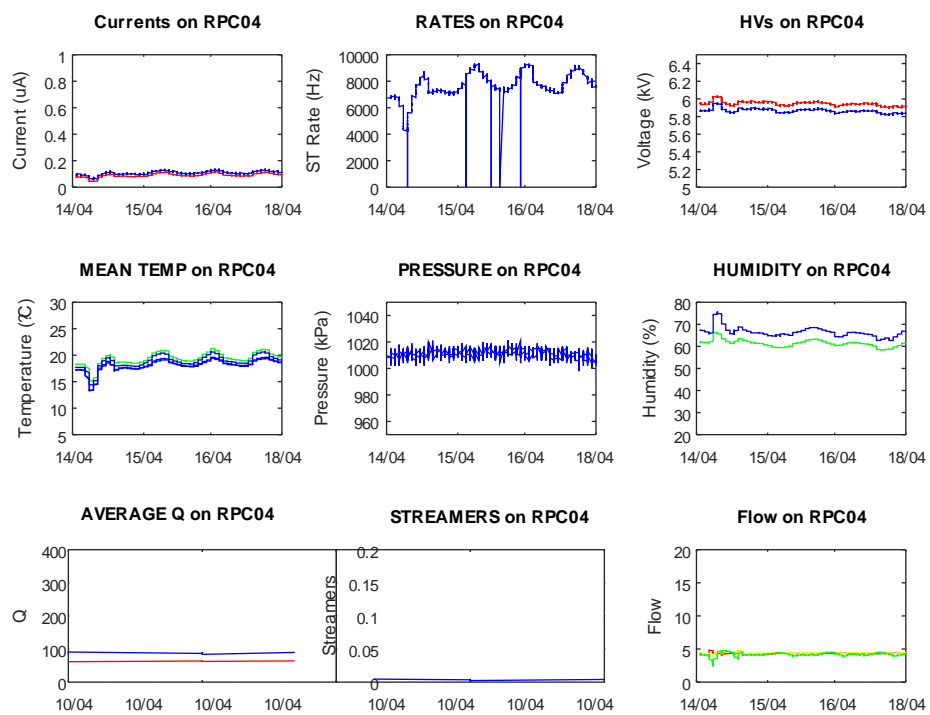 Currents on RPC04
RATES on RPC04
HVs on RPC04
Current (uA)
1
0.8
0.6
0.4
0.2
0
14/04 15/04 16/04 18/04
ST Rate (Hz)
10000
8000
6000
4000
2000
0
14/04 15/04 16/04 18/04
Voltage (kV)
6.4
6.2
6
5.8
5.6
5.4
5.2
5
14/04 15/04 16/04 18/04
MEAN TEMP on RPC04
PRESSURE on RPC04
HUMIDITY on RPC04
Temperature (?C)
30
25
20
15
10
5
14/04 15/04 16/04 18/04
Pressure (kPa)
1040
1020
1000
980
960
14/04 15/04 16/04 18/04
Humidity (%)
80
70
60
50
40
30
20
14/04 15/04 16/04 18/04
AVERAGE Q on RPC04
STREAMERS on RPC04
Flow on RPC04
Q
400
300
200
100
0
10/04 10/04 10/04
Streamers
0.2
0.15
0.1
0.05
0
10/04 10/04 10/04
Flow
20
15
10
5
0
14/04 15/04 16/04 18/04